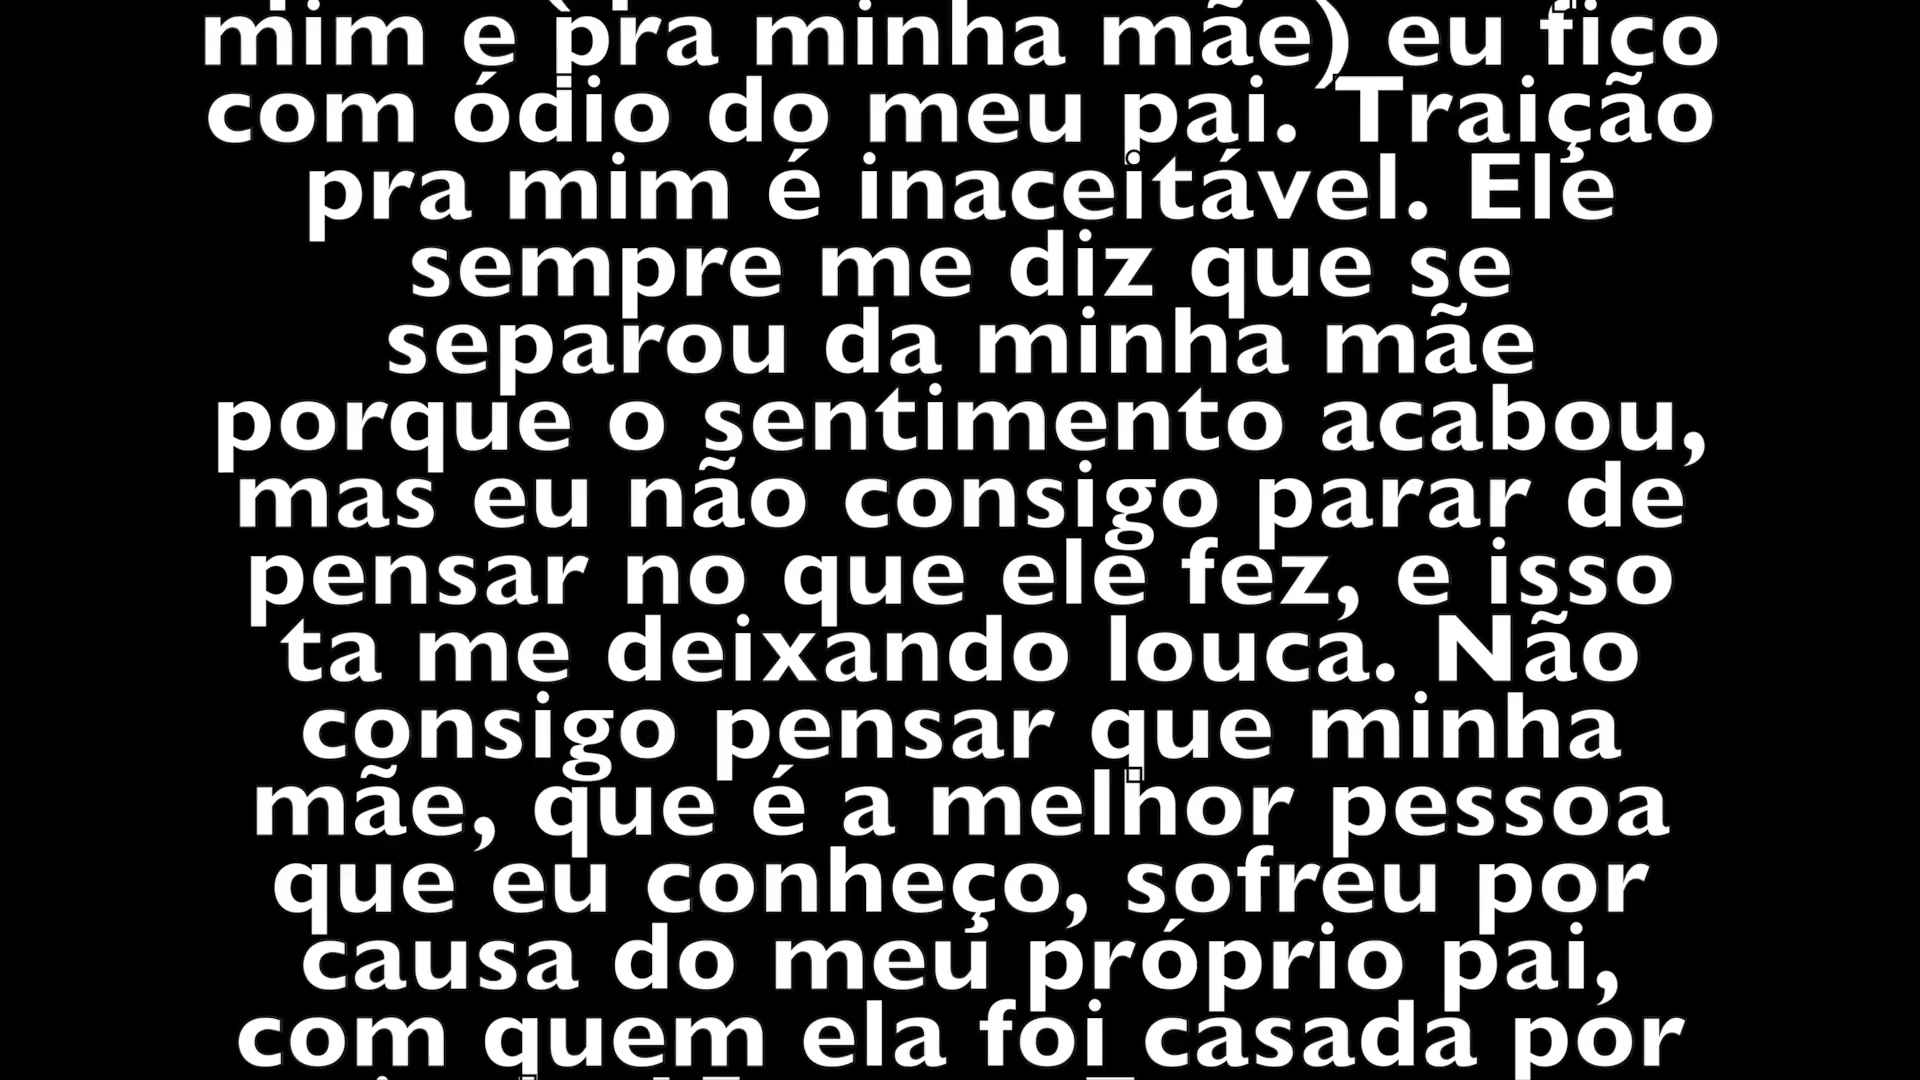 mim e pra minha mãe) eu fico
com ódio do meu pai. Traição
pra mim é inaceitável. Ele
sempre me diz que se
separou da minha mãe
porque o sentimento acabou,
mas eu não consigo parar de
pensar no que ele fez, e isso
ta me deixando louca. Não
consigo pensar que minha
mãe, que é a melhor pessoa
que eu conheço, sofreu por
causa do meu próprio pai,
com quem ela foi casada por